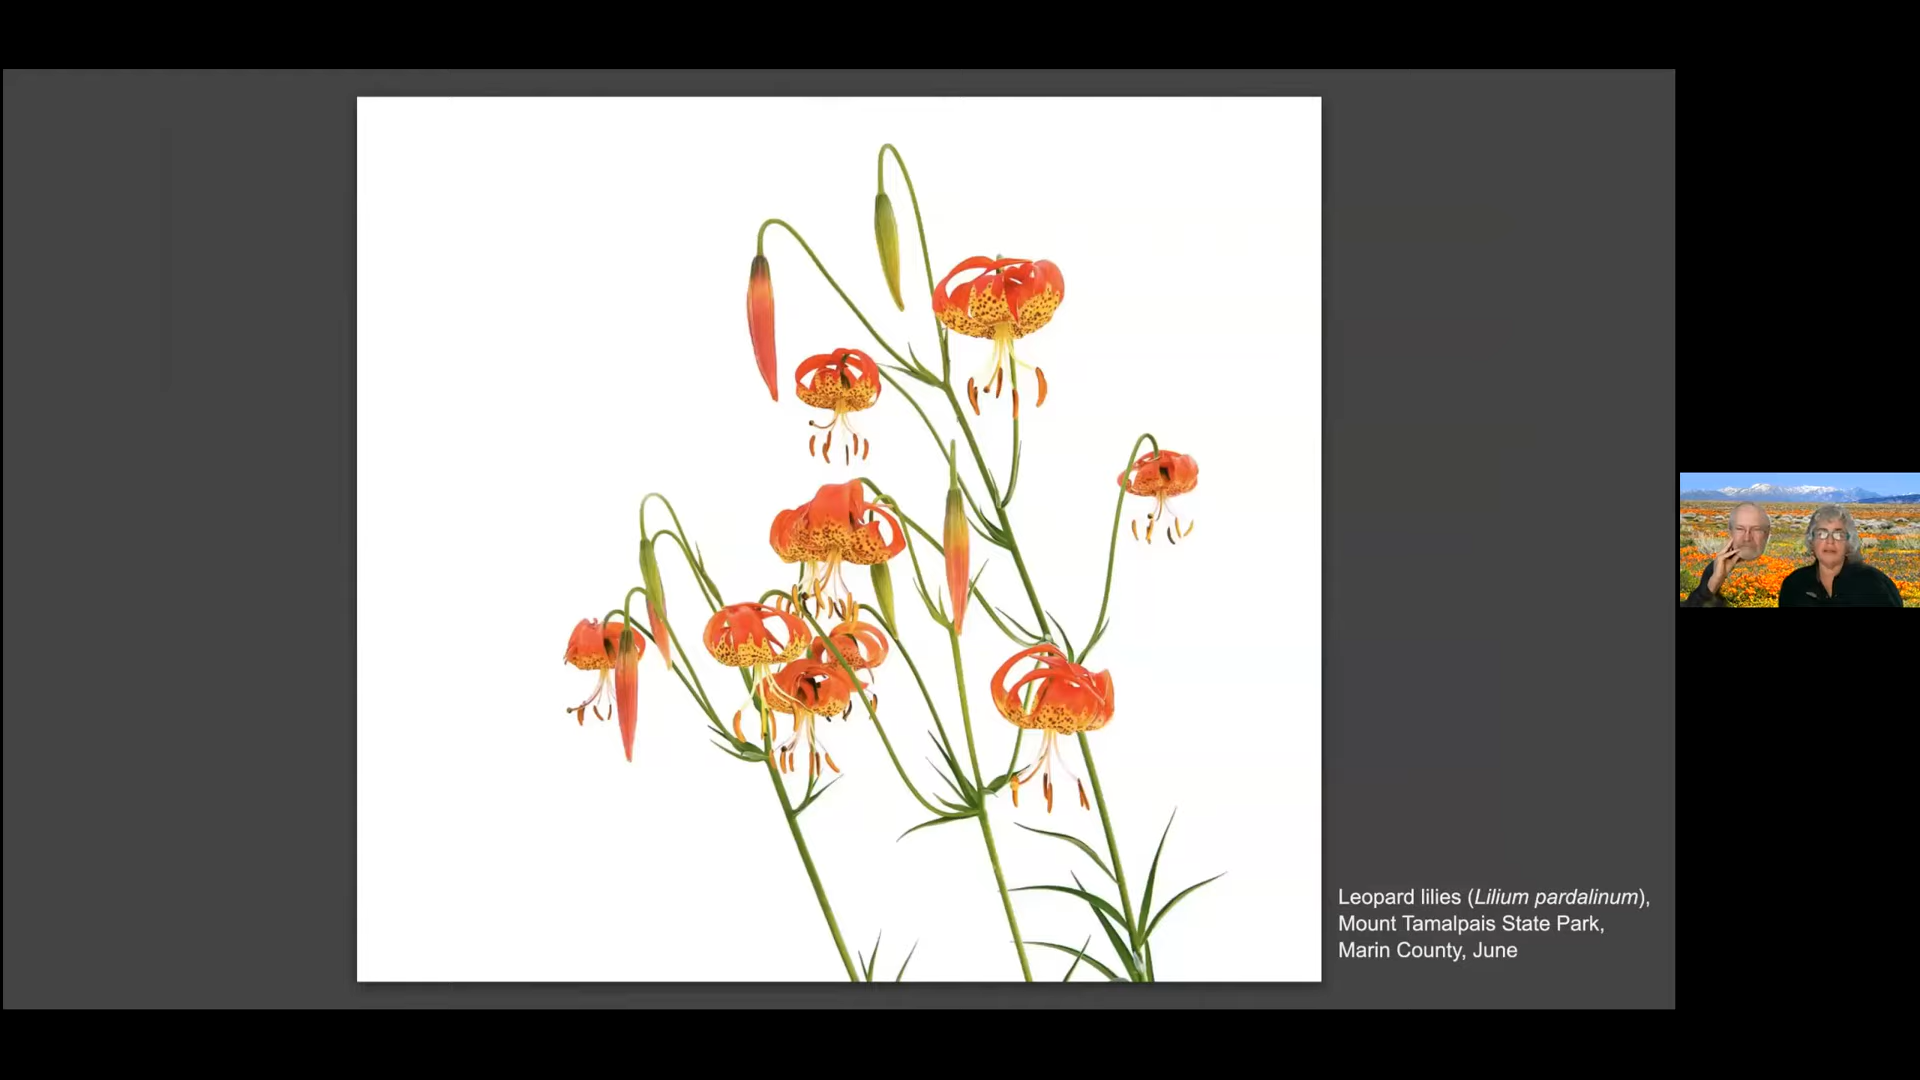 Leopard lilies (Lilium pardalinum),
Mount Tamalpais State Park,
Marin County, June